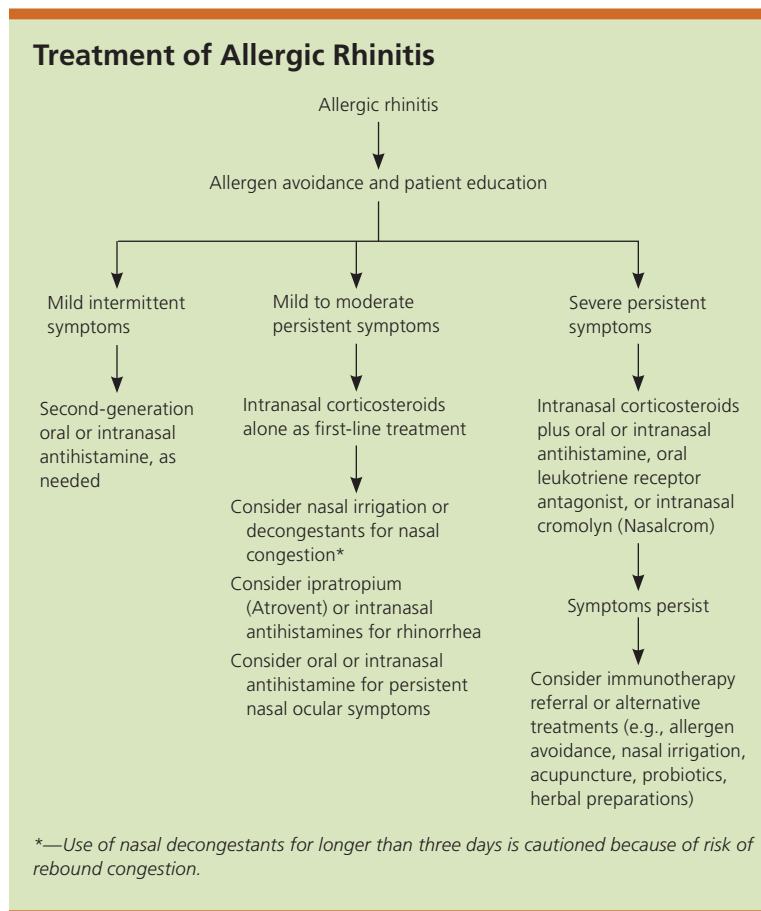 Treatment of Allergic Rhinitis
Allergic rhinitis
Allergen avoidance and patient education
Mild intermittent
symptoms
Second-generation
oral or intranasal
antihistamine, as
needed
Mild to moderate
persistent symptoms
Intranasal corticosteroids
alone as first-line treatment
Consider nasal irrigation or
decongestants for nasal
congestion*
Consider ipratropium
(Atrovent) or intranasal
antihistamines for rhinorrhea
Consider oral or intranasal
antihistamine for persistent
nasal ocular symptoms
Severe persistent
symptoms
Intranasal corticosteroids
plus oral or intranasal
antihistamine, oral
leukotriene receptor
antagonist, or intranasal
cromolyn (Nasalcrom)
Symptoms persist
Consider immunotherapy
referral or alternative
treatments (e.g., allergen
avoidance, nasal irrigation,
acupuncture, probiotics,
herbal preparations)
*—Use of nasal decongestants for longer than three days is cautioned because of risk of
rebound congestion.